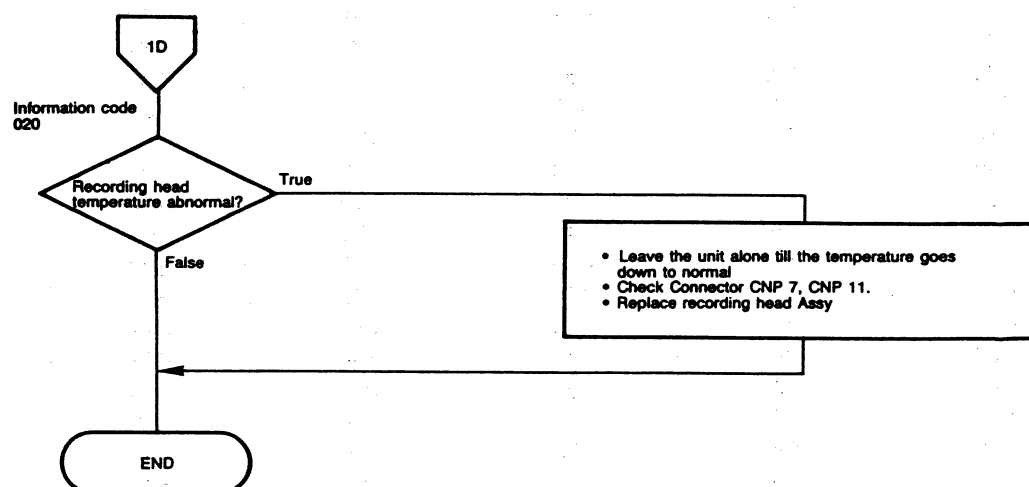 1D
Information code
020
Recording head
temperature abnormal?
True
False
• Leave the unit alone till the temperature goes
down to normal
• Check Connector CNP 7, CNP 11.
• Replace recording head Assy
END